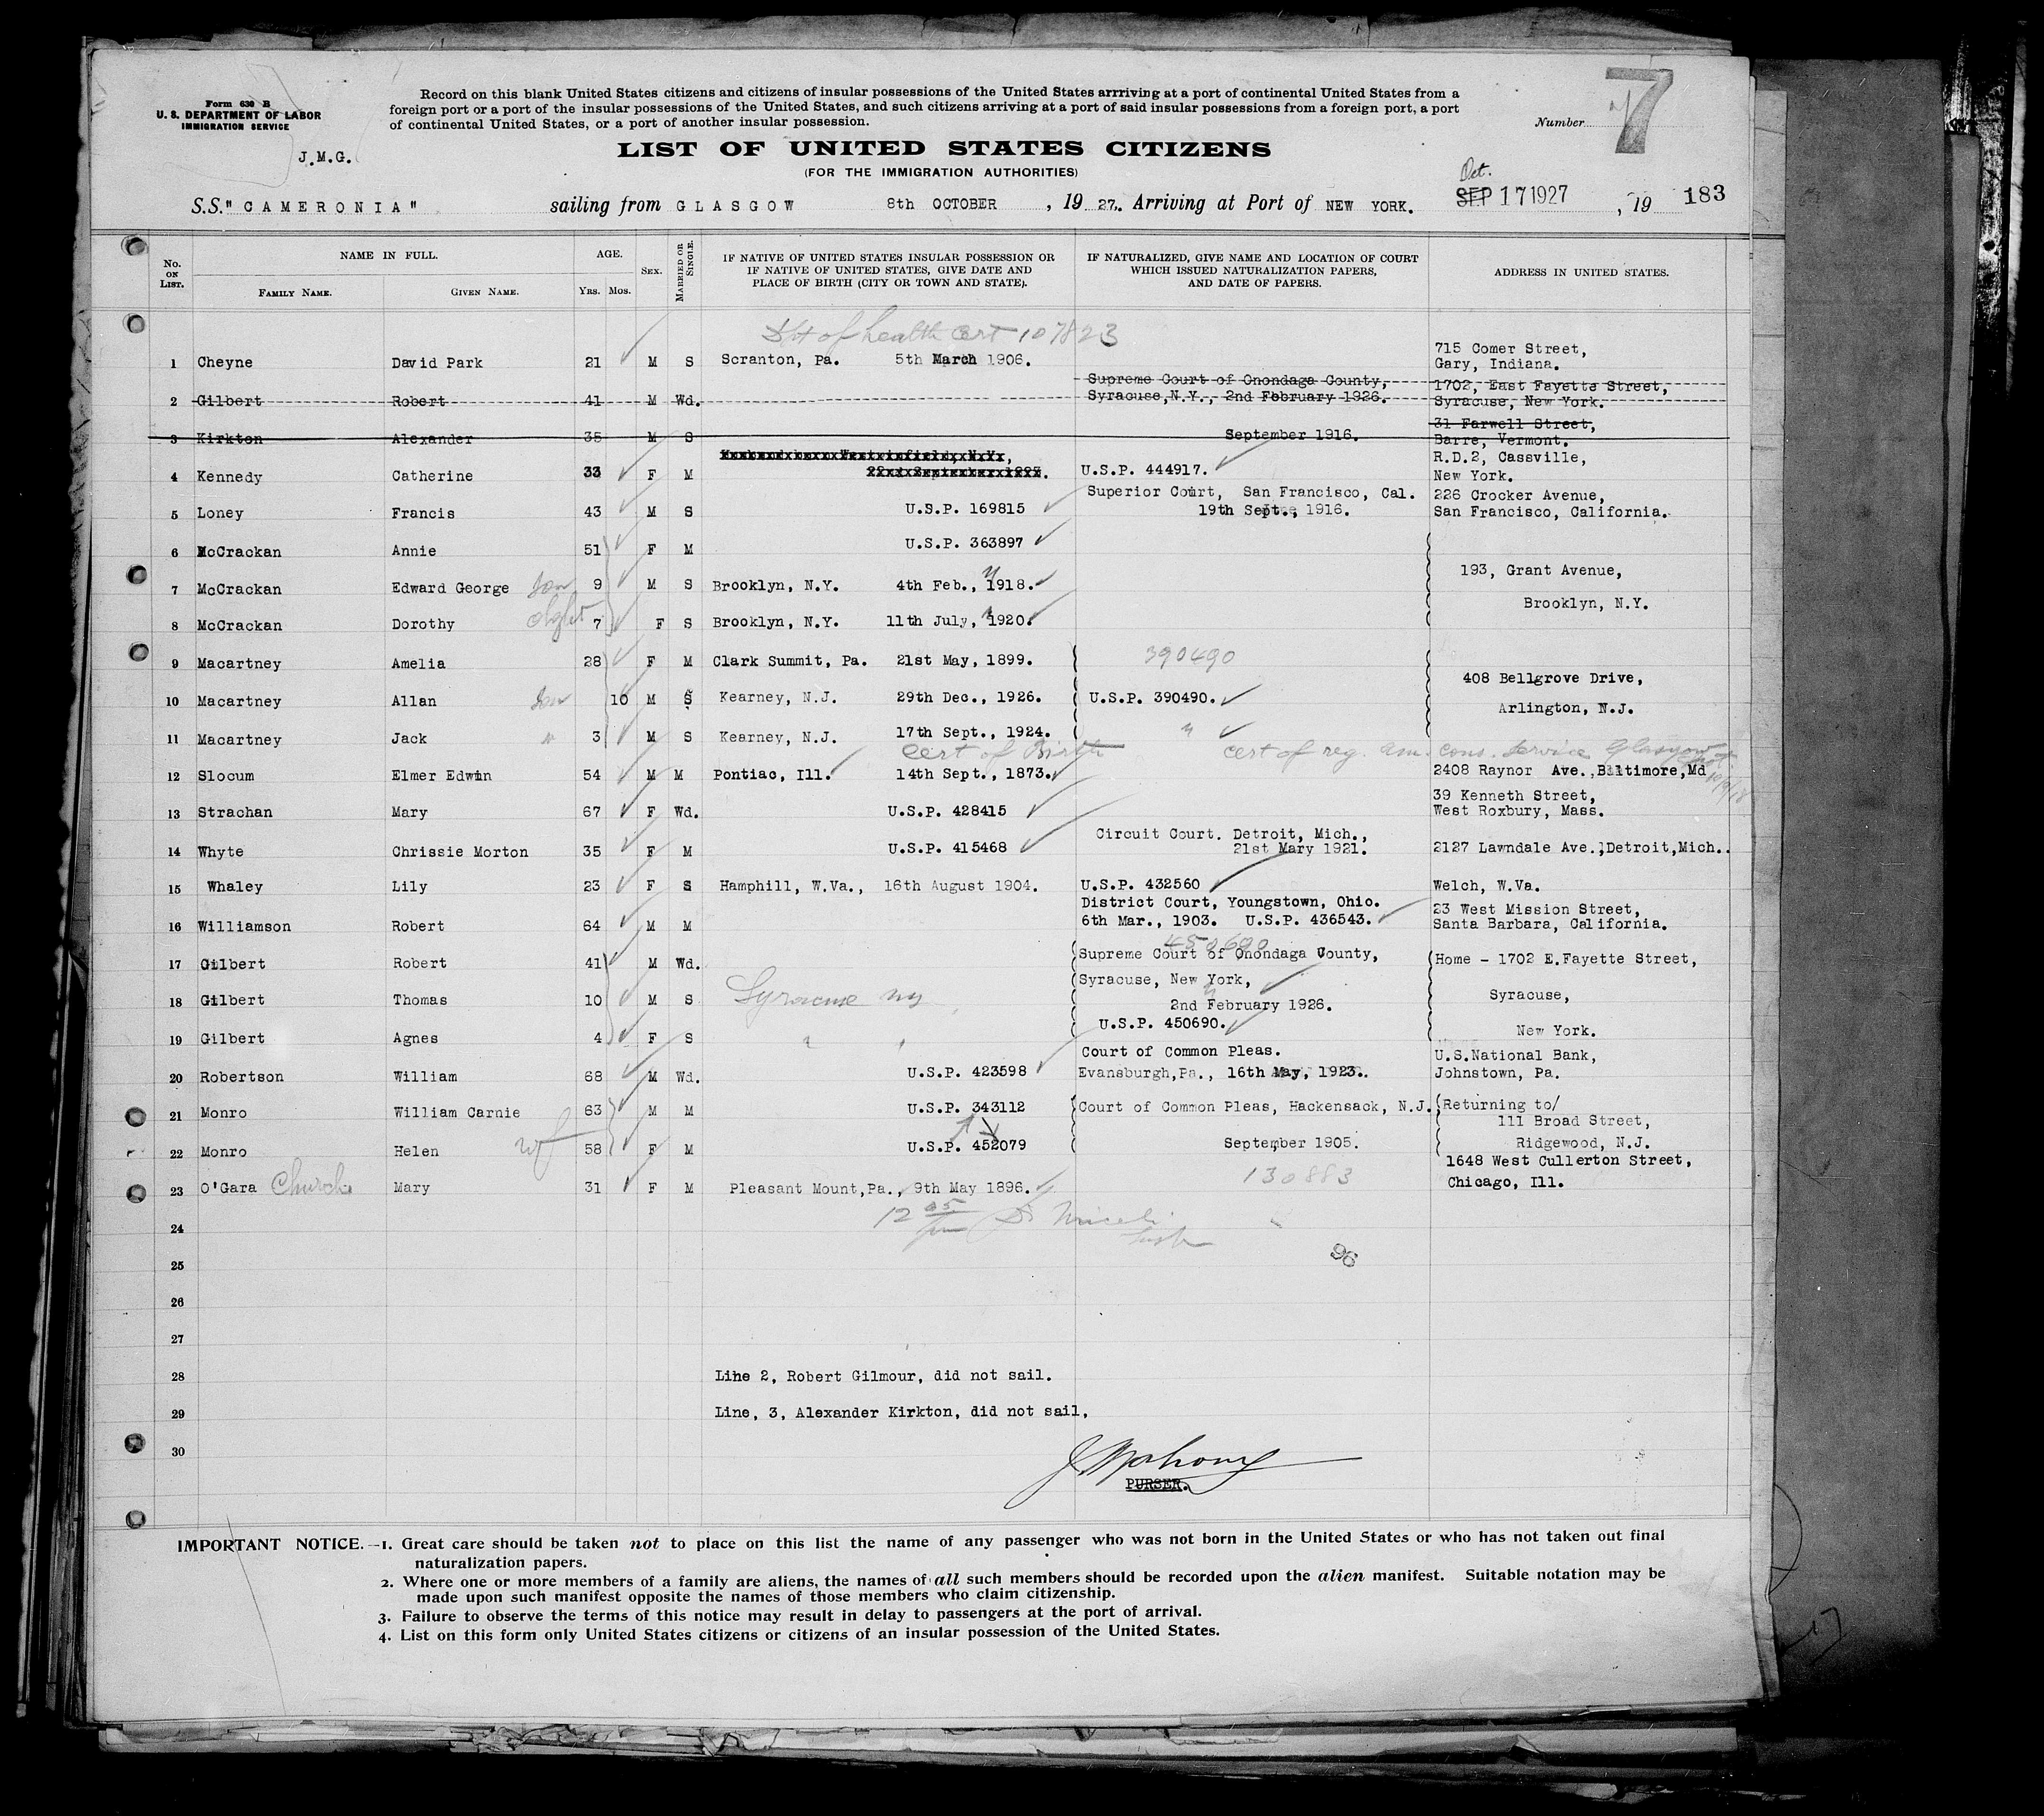 Form 630 B
U. S. DEPARTMENT OF LABOR
IMMIGRATION SERVICE
J.M.G.
Record on this blank United States citizens and citizens of insular possessions of the United States arrriving at a port of continental United States from a
foreign port or a port of the insular possessions of the United States, and such citizens arriving at a port of said insular possessions from a foreign port, a port
of continental United States, or a port of another insular possession.
Number 7
LIST OF UNITED STATES CITIZENS
(FOR THE IMMIGRATION AUTHORITIES)
Oct.
S.S. "CAMERONIA" sailing from GLASGOW 8th OCTOBER , 19 27. Arriving at Port of NEW YORK. SEP 17 1927 , 19 183
No. ON LIST. NAME IN FULL. FAMILY NAME. GIVEN NAME. AGE. YRS. MOS. SEX. MARRIED OR SINGLE. IF NATIVE OF UNITED STATES INSULAR POSSESSION OR IF NATIVE OF UNITED STATES, GIVE DATE AND PLACE OF BIRTH (CITY OR TOWN AND STATE). IF NATURALIZED, GIVE NAME AND LOCATION OF COURT WHICH ISSUED NATURALIZATION PAPERS, AND DATE OF PAPERS. ADDRESS IN UNITED STATES.
of health Cert 107823
1 Cheyne David Park 21 M S Scranton, Pa. 5th March 1906. 715 Comer Street, Gary, Indiana.
2 Gilbert Robert 41 M Wd. Supreme Court of Onondaga County, Syracuse, N.Y., 2nd February 1926. 1702, East Fayette Street, Syracuse, New York.
3 Kirkton Alexander 35 M S September 1916. 31 Farwell Street, Barre, Vermont.
4 Kennedy Catherine 33 F M U.S.P. 444917. R.D.2, Cassville, New York.
5 Loney Francis 43 M S U.S.P. 169815 Superior Court, San Francisco, Cal. 19th Sept., 1916. 226 Crocker Avenue, San Francisco, California.
6 McCrackan Annie 51 F M U.S.P. 363897
7 McCrackan Edward George Son 9 M S Brooklyn, N.Y. 4th Feb., 1918. 193, Grant Avenue,
Brooklyn, N.Y.
8 McCrackan Dorothy dghtr 7 F S Brooklyn, N.Y. 11th July, 1920.
9 Macartney Amelia 28 F M Clark Summit, Pa. 21st May, 1899. 390490
408 Bellgrove Drive,
10 Macartney Allan Son 10 M S Kearney, N.J. 29th Dec., 1926. U.S.P. 390490. Arlington, N.J.
11 Macartney Jack " 3 M S Kearney, N.J. 17th Sept., 1924. "
Cert of Birth cert of reg. am. cons. Service Glasgow
12 Slocum Elmer Edwin 54 M M Pontiac, Ill. 14th Sept., 1873. 2408 Raynor Ave., Baltimore, Md
13 Strachan Mary 67 F Wd. U.S.P. 428415 39 Kenneth Street, West Roxbury, Mass.
14 Whyte Chrissie Morton 35 F M U.S.P. 415468 Circuit Court. Detroit, Mich., 21st Mary 1921. 2127 Lawndale Ave., Detroit, Mich..
15 Whaley Lily 23 F S Hamphill, W.Va., 16th August 1904. U.S.P. 432560 Welch, W.Va.
16 Williamson Robert 64 M M District Court, Youngstown, Ohio. 6th Mar., 1903. U.S.P. 436543. 23 West Mission Street, Santa Barbara, California.
450690
17 Gilbert Robert 41 M Wd. Supreme Court of Onondaga County, Home - 1702 E.Fayette Street,
18 Gilbert Thomas 10 M S Syracuse ny Syracuse, New York, 2nd February 1926. Syracuse,
19 Gilbert Agnes 4 F S " " U.S.P. 450690. New York.
20 Robertson William 68 M Wd. U.S.P. 423598 Court of Common Pleas. Evansburgh, Pa., 16th May, 1923.. U.S.National Bank, Johnstown, Pa.
21 Monro William Carnie 63 M M U.S.P. 343112 Court of Common Pleas, Hackensack, N.J. Returning to/ 111 Broad Street,
22 Monro Helen wf 58 F M U.S.P. 452079 September 1905. Ridgewood, N.J.
23 O'Gara Mary 31 F M Pleasant Mount, Pa., 9th May 1896. 130883 1648 West Cullerton Street, Chicago, Ill.
24
25 96
26
27
28 Line 2, Robert Gilmour, did not sail.
29 Line, 3, Alexander Kirkton, did not sail,
30
PURSER.
IMPORTANT NOTICE.—1. Great care should be taken not to place on this list the name of any passenger who was not born in the United States or who has not taken out final
naturalization papers.
2. Where one or more members of a family are aliens, the names of all such members should be recorded upon the alien manifest. Suitable notation may be
made upon such manifest opposite the names of those members who claim citizenship.
3. Failure to observe the terms of this notice may result in delay to passengers at the port of arrival.
4. List on this form only United States citizens or citizens of an insular possession of the United States.